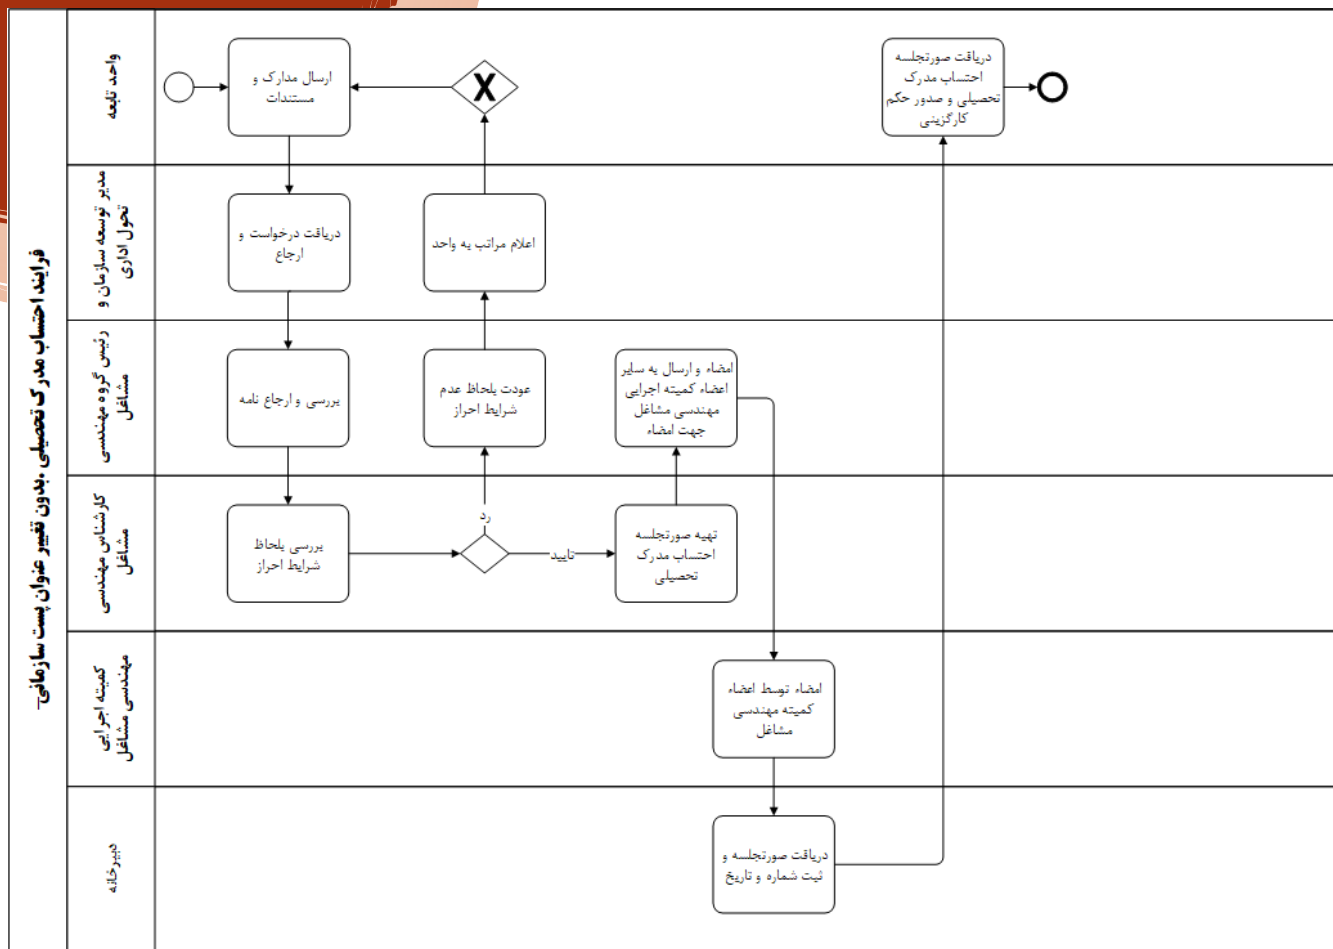 فرایند احتساب مدرک تحصیلی ،بدون تغییر عنوان پست سازمانی
واحد تابعه
ارسال مدارک و
مستندات
X
دریافت صورتجلسه
احتساب مدرک
تحصیلی و صدور حکم
کارگزینی
مدیر توسعه سازمان و
تحول اداری
دریافت درخواست و
ارجاع
اعلام مراتب به واحد
رئیس گروه مهندسی
مشاغل
بررسی و ارجاع نامه
عودت بلحاظ عدم
شرایط احراز
امضاء و ارسال به سایر
اعضاء کمیته اجرایی
مهندسی مشاغل
جهت امضاء
کارشناس مهندسی
مشاغل
بررسی بلحاظ
شرایط احراز
رد
تایید
تهیه صورتجلسه
احتساب مدرک
تحصیلی
کمیته اجرایی
مهندسی مشاغل
امضاء توسط اعضاء
کمیته مهندسی
مشاغل
دبیرخانه
دریافت صورتجلسه و
ثبت شماره و تاریخ